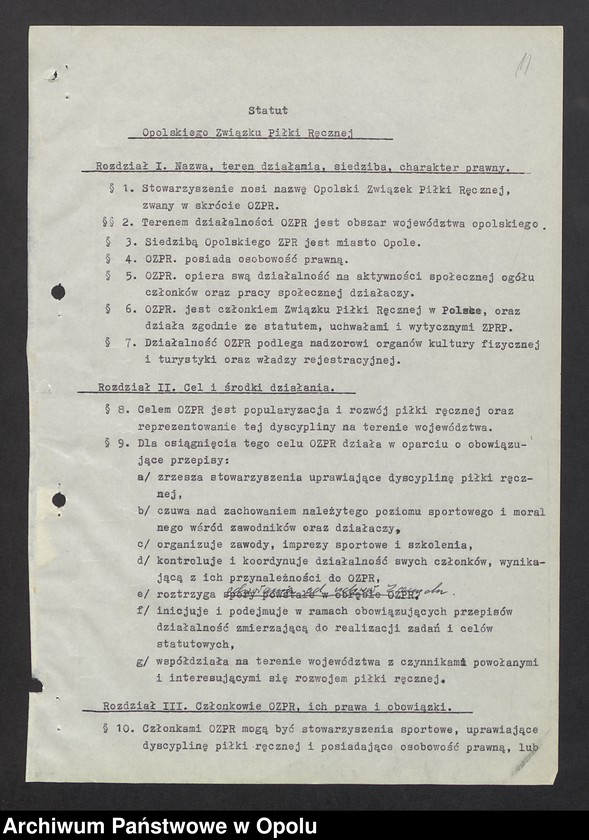 11
Statut
Opolskiego Związku Piłki Ręcznej
Rozdział I. Nazwa, teren działania, siedziba, charakter prawny.
§ 1. Stowarzyszenie nosi nazwę Opolski Związek Piłki Ręcznej,
zwany w skrócie OZPR.
§§ 2. Terenem działalności OZPR jest obszar województwa opolskiego.
§ 3. Siedzibą Opolskiego ZPR jest miasto Opole.
§ 4. OZPR. posiada osobowość prawną.
§ 5. OZPR. opiera swą działalność na aktywności społecznej ogółu
członków oraz pracy społecznej działaczy.
§ 6. OZPR. jest członkiem Związku Piłki Ręcznej w Polsce, oraz
działa zgodnie ze statutem, uchwałami i wytycznymi ZPRP.
§ 7. Działalność OZPR podlega nadzorowi organów kultury fizycznej
i turystyki oraz władzy rejestracyjnej.
Rozdział II. Cel i środki działania.
§ 8. Celem OZPR jest popularyzacja i rozwój piłki ręcznej oraz
reprezentowanie tej dyscypliny na terenie województwa.
§ 9. Dla osiągnięcia tego celu OZPR działa w oparciu o obowiązu-
jące przepisy:
a/ zrzesza stowarzyszenia uprawiające dyscyplinę piłki ręcz-
nej,
b/ czuwa nad zachowaniem należytego poziomu sportowego i moral
nego wśród zawodników oraz działaczy,
c/ organizuje zawody, imprezy sportowe i szkolenia,
d/ kontroluje i koordynuje działalność swych członków, wynika-
jącą z ich przynależności do OZPR,
e/ roztrzyga spory powstałe w obrębie OZPR, odwołania od
f/ inicjuje i podejmuje w ramach obowiązujących przepisów
działalność zmierzającą do realizacji zadań i celów
statutowych,
g/ współdziała na terenie województwa z czynnikami powołanymi
i interesującymi się rozwojem piłki ręcznej.
Rozdział III. Członkowie OZPR, ich prawa i obowiązki.
§ 10. Członkami OZPR mogą być stowarzyszenia sportowe, uprawiające
dyscyplinę piłki ręcznej i posiadające osobowość prawną, lub
Archiwum Państwowe w Opolu